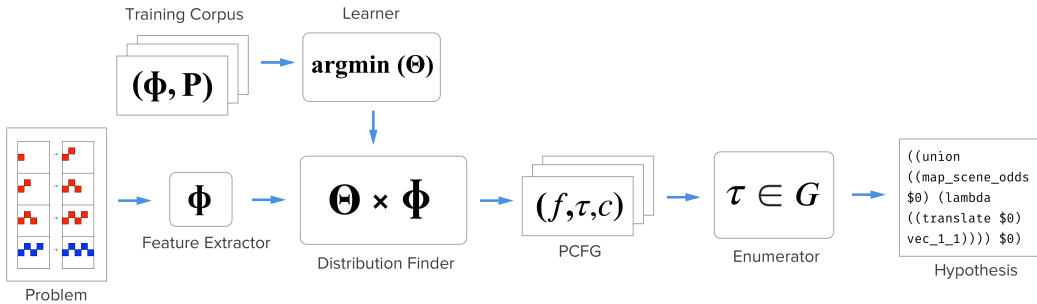 Training Corpus
Learner
(ϕ, P)
argmin (Θ)
Problem
ϕ
Feature Extractor
Θ × ϕ
Distribution Finder
(f,τ,c)
PCFG
τ ∈ G
Enumerator
((union
((map_scene_odds
$0) (lambda
((translate $0)
vec_1_1)))) $0)
Hypothesis